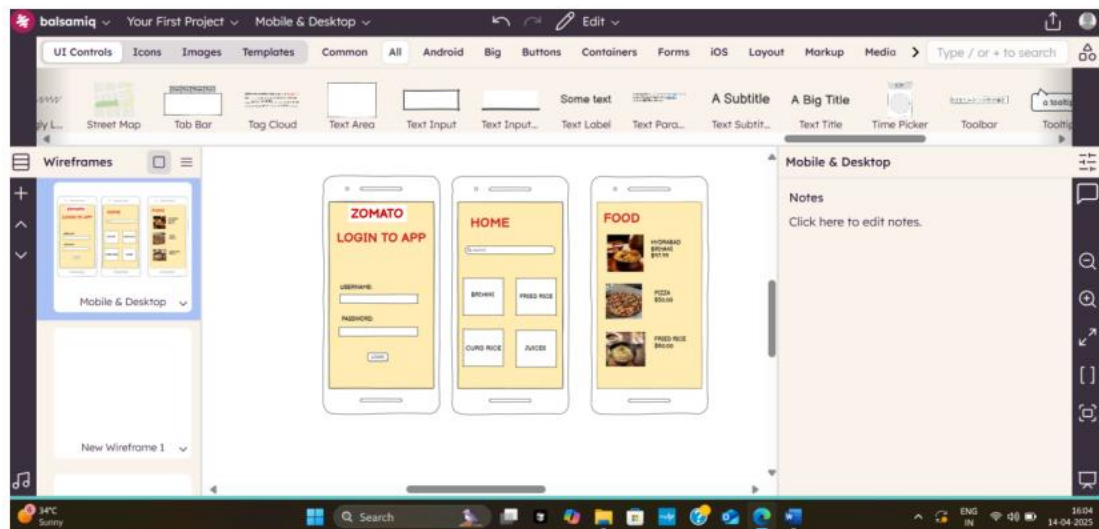 balsamiq Your First Project Mobile & Desktop Edit
UI Controls Icons Images Templates Common All Android Big Buttons Containers Forms iOS Layout Markup Media Type / or + to search
Some text A Subtitle A Big Title
Street Map Tab Bar Tag Cloud Text Area Text Input Text Input... Text Label Text Para... Text Subtit... Text Title Time Picker Toolbar
Wireframes
Mobile & Desktop
New Wireframe 1
ZOMATO
LOGIN TO APP
USERNAME:
PASSWORD:
LOGIN
HOME
FRIED RICE
CURD RICE
JUICES
FOOD
PIZZA
FRIED RICE
Mobile & Desktop
Notes
Click here to edit notes.
34°C
Sunny
Search
ENG
IN
16:04
14-04-2025